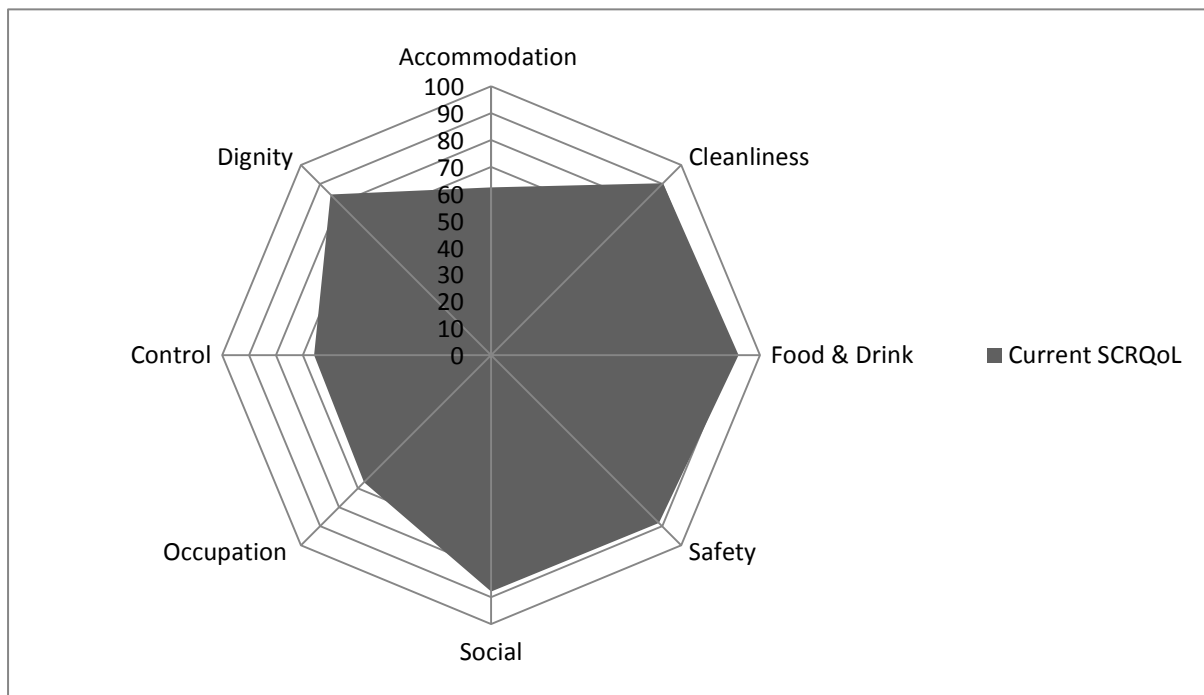 Accommodation
100
90
80
70
60
50
40
30
20
10
0
Cleanliness
Food & Drink
Safety
Social
Occupation
Control
Dignity
Current SCRQoL